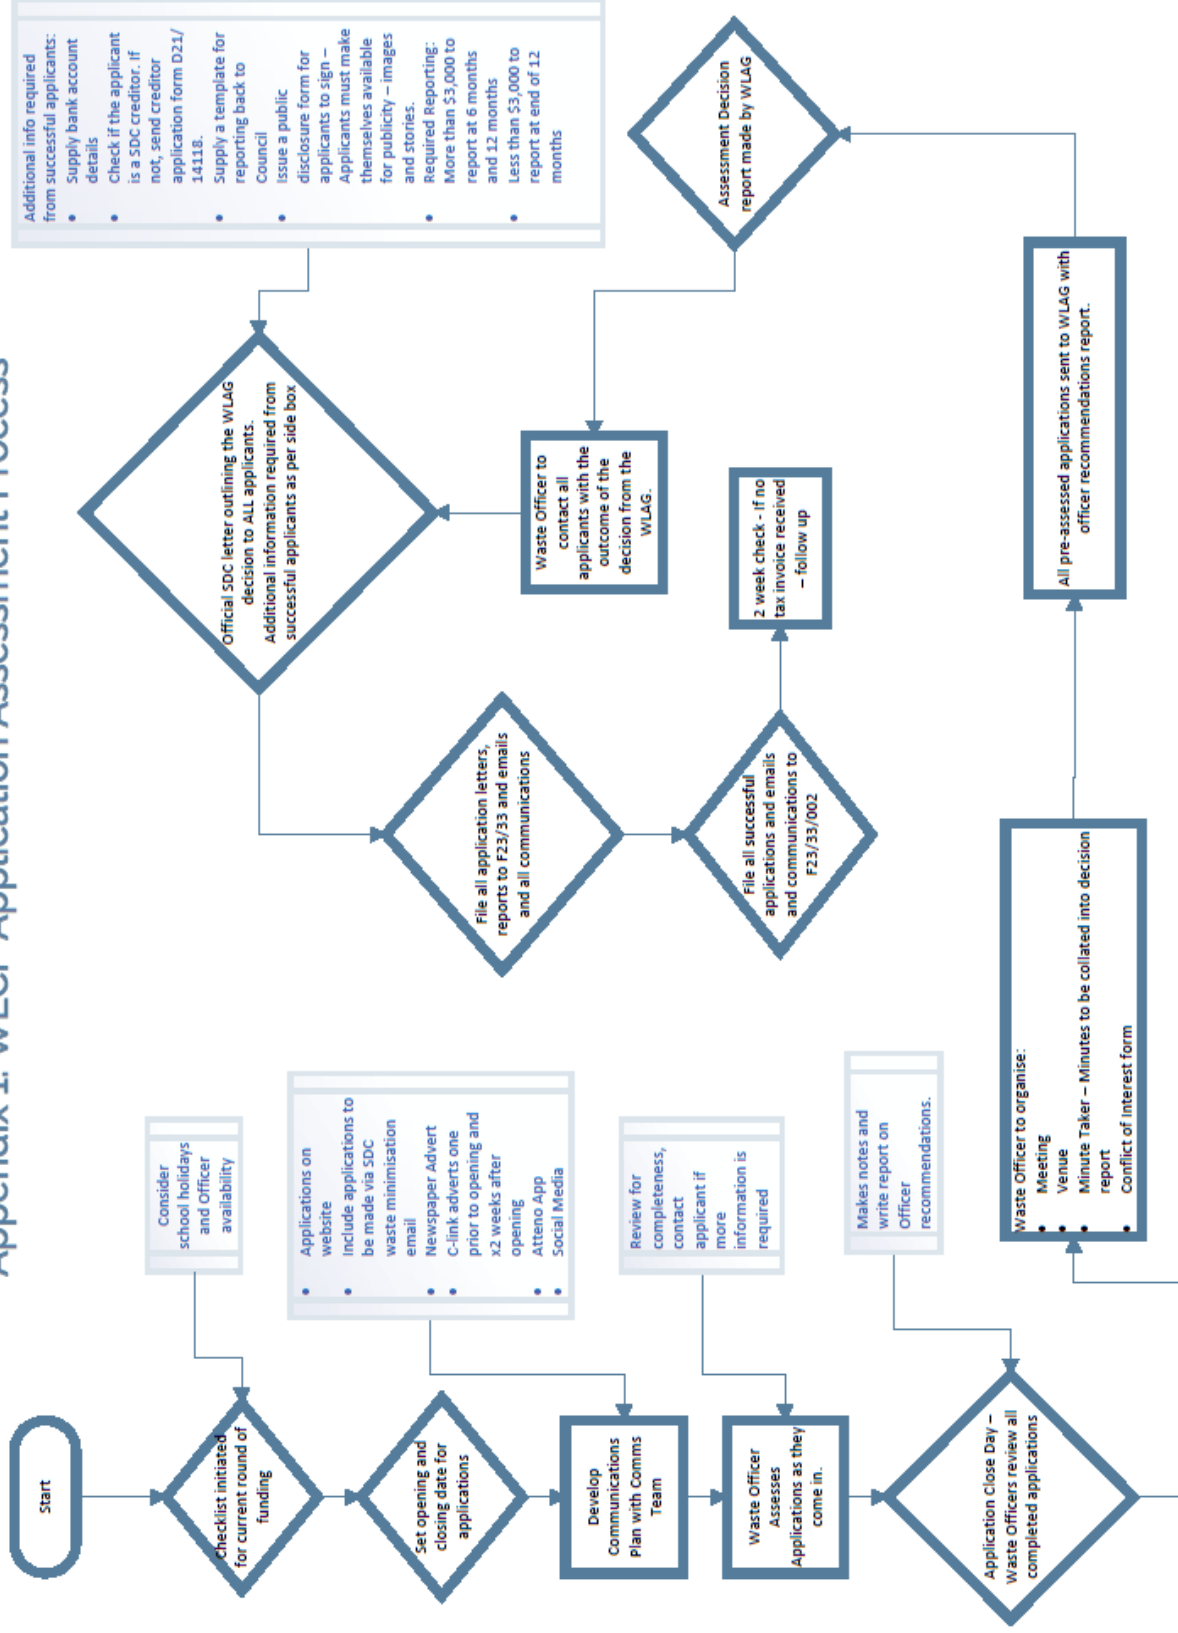 Appendix 1: WLCF Application Assessment Process
Start
Checklist initiated
for current round of
funding
Consider
school holidays
and Officer
availability
Set opening and
closing date for
applications
• Applications on
website
• Include applications to
be made via SDC
waste minimisation
email
• Newspaper Advert
• C-link adverts one
prior to opening and
x2 weeks after
opening
• Atteno App
• Social Media
Develop
Communications
Plan with Comms
Team
Review for
completeness,
contact
applicant if
more
information is
required
Waste Officer
Assesses
Applications as they
come in.
Makes notes and
write report on
Officer
recommendations.
Application Close Day –
Waste Officers review all
completed applications
Waste Officer to organise:
• Meeting
• Venue
• Minute Taker – Minutes to be collated into decision
report
• Conflict of Interest form
All pre-assessed applications sent to WLAG with
officer recommendations report.
Assessment Decision
report made by WLAG
Waste Officer to
contact all
applicants with the
outcome of the
decision from the
WLAG.
Official SDC letter outlining the WLAG
decision to ALL applicants.
Additional information required from
successful applicants as per side box
Additional info required
from successful applicants:
• Supply bank account
details
• Check if the applicant
is a SDC creditor. If
not, send creditor
application form D21/
14118.
• Supply a template for
reporting back to
Council
• Issue a public
disclosure form for
applicants to sign –
Applicants must make
themselves available
for publicity – images
and stories.
• Required Reporting:
More than $3,000 to
report at 6 months
and 12 months
• Less than $3,000 to
report at end of 12
months
File all application letters,
reports to F23/33 and emails
and all communications
File all successful
applications and emails
and communications to
F23/33/002
2 week check - If no
tax invoice received
– follow up